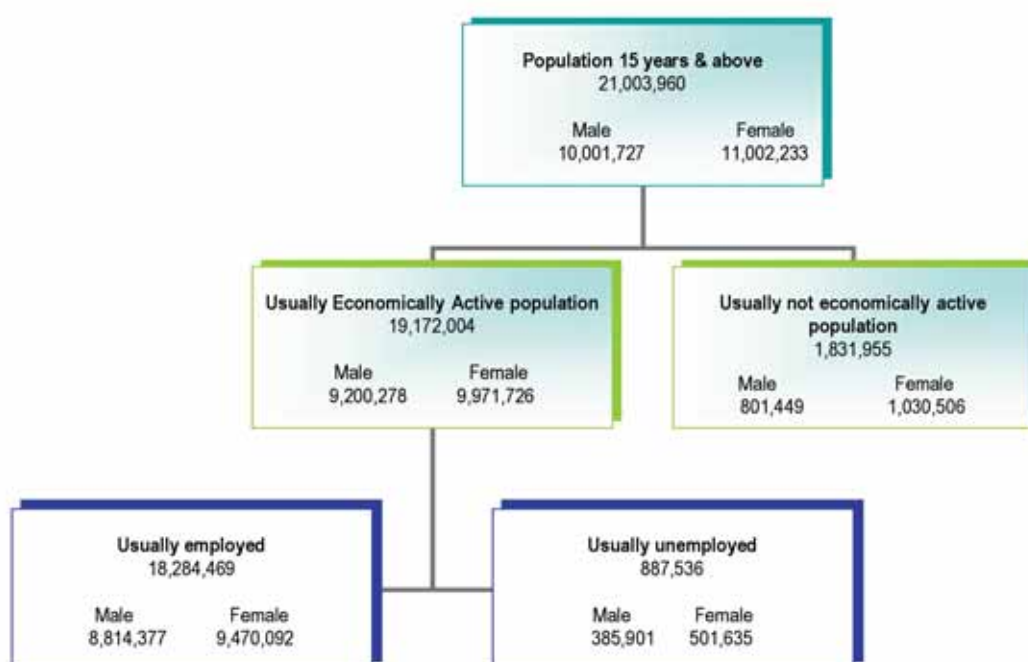 Population 15 years & above
21,003,960
Male Female
10,001,727 11,002,233
Usually Economically Active population
19,172,004
Male Female
9,200,278 9,971,726
Usually not economically active
population
1,831,955
Male Female
801,449 1,030,506
Usually employed
18,284,469
Male Female
8,814,377 9,470,092
Usually unemployed
887,536
Male Female
385,901 501,635